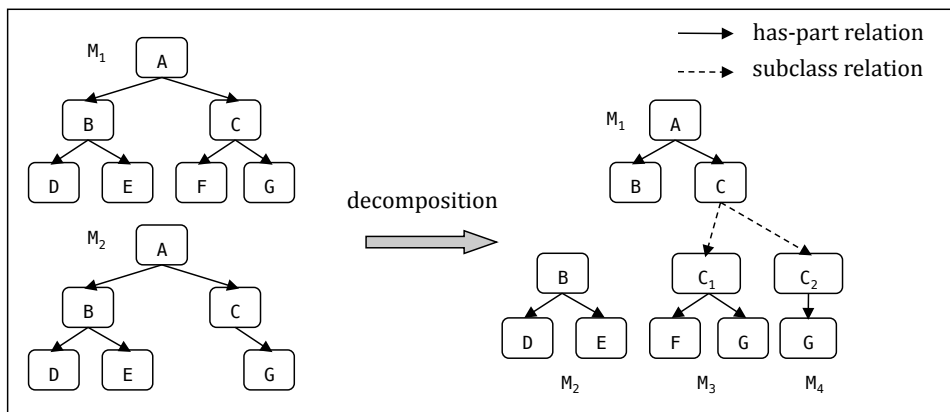 M₁
A
B C
D E F G
M₂
A
B C
D E G
decomposition
has-part relation
subclass relation
M₁
A
B C
B C₁ C₂
D E F G G
M₂ M₃ M₄